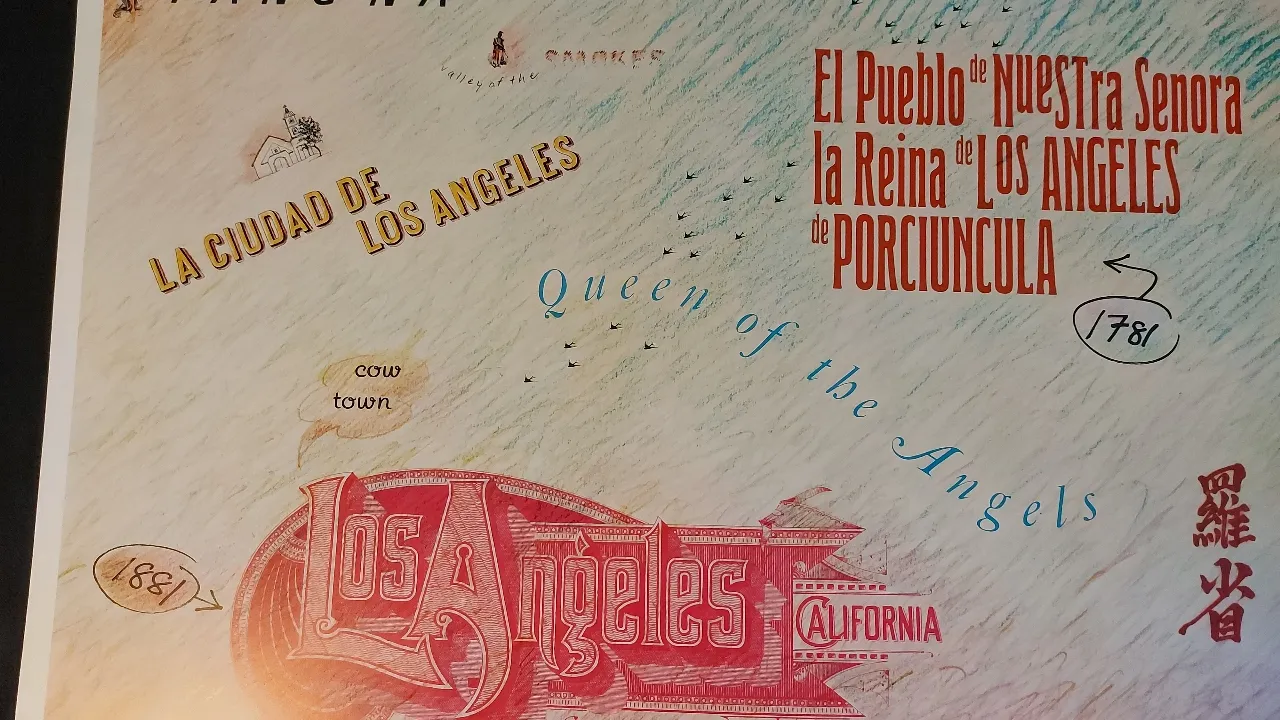 valley of the SMOKES
El Pueblo de NUESTRA Senora
la Reina de LOS ANGELES
de PORCIUNCULA
1781
LA CIUDAD DE
LOS ANGELES
Queen of the Angels
cow
town
1881
Los Angeles
CALIFORNIA
羅
省